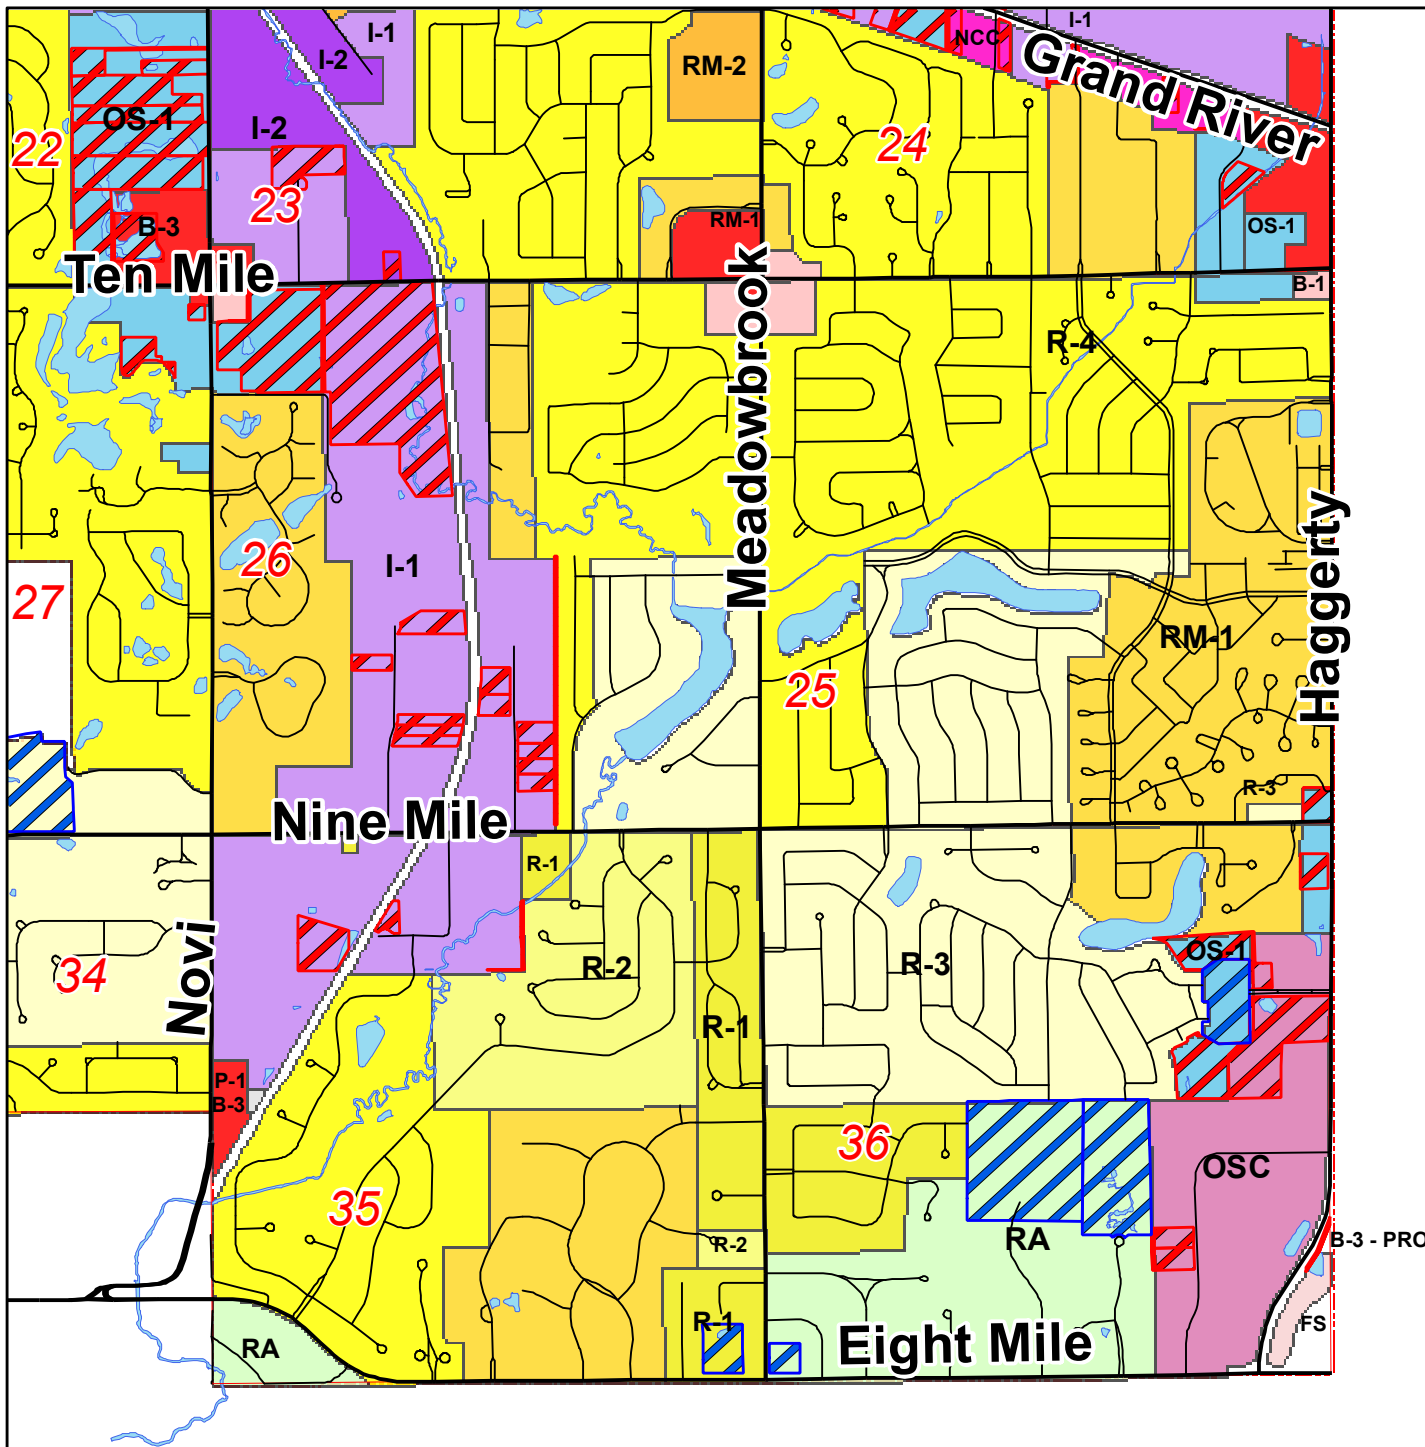 I-1
I-1
NCC
I-2
RM-2
Grand River
OS-1
I-2
22
24
23
RM-1
B-3
OS-1
Ten Mile
B-1
R-4
Meadowbrook
26
I-1
27
Haggerty
RM-1
25
R-3
Nine Mile
R-1
OS-1
R-2
R-3
34
Novi
R-1
P-1
B-3
36
OSC
35
RA
R-2
B-3 - PRO
R-1
FS
Eight Mile
RA